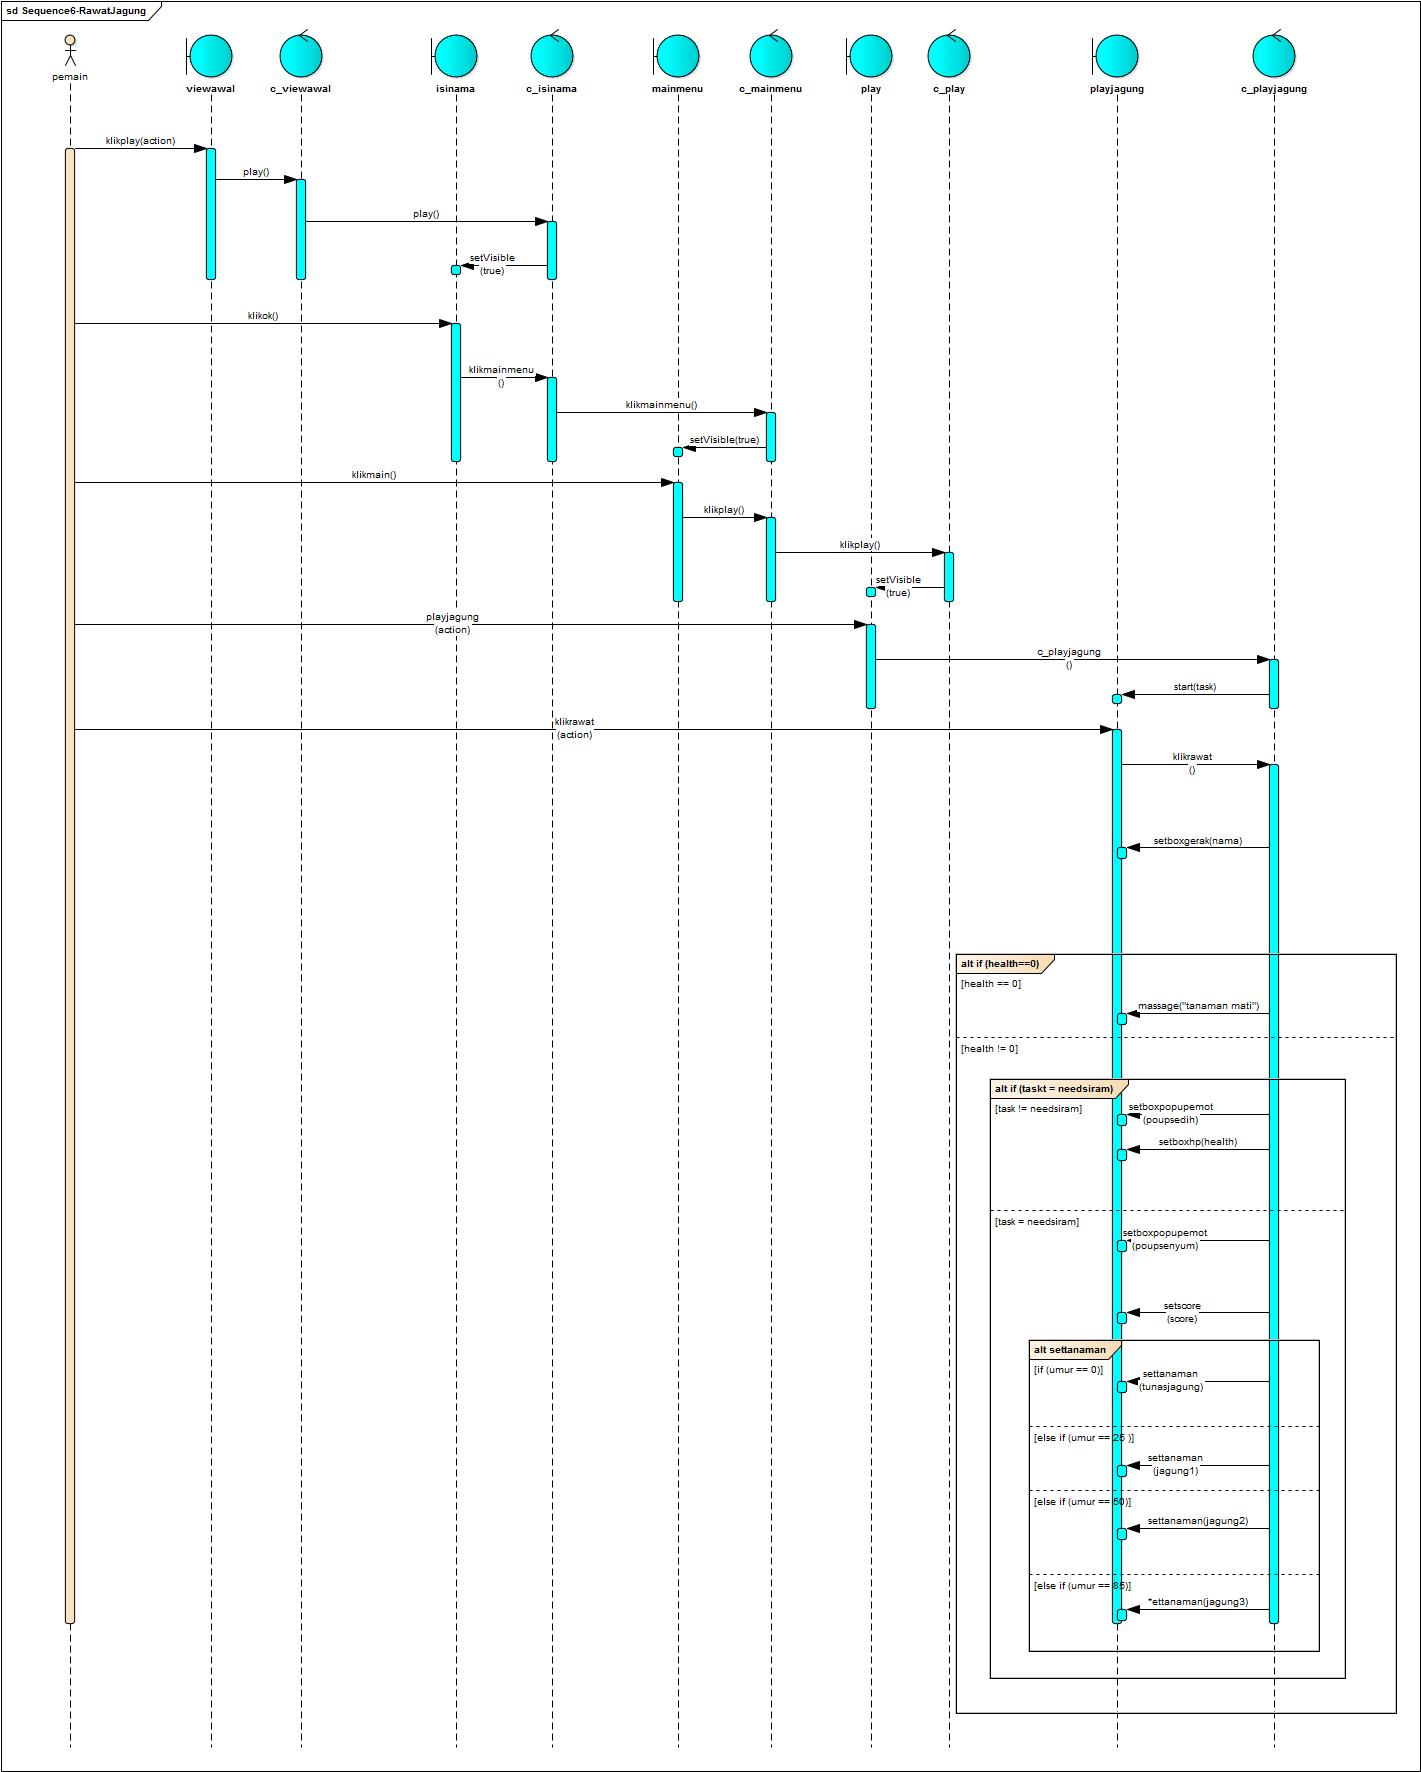 sd Sequence6-RawatJagung
pemain
viewawal
c_viewawal
isinama
c_isinama
mainmenu
c_mainmenu
play
c_play
playjagung
c_playjagung
klikplay(action)
play()
play()
setVisible
(true)
klikok()
klikmainmenu
()
klikmainmenu()
setVisible(true)
klikmain()
klikplay()
klikplay()
setVisible
(true)
playjagung
(action)
c_playjagung
()
start(task)
klikrawat
(action)
klikrawat
()
setboxgerak(nama)
alt if (health==0)
[health == 0]
massage("tanaman mati")
[health != 0]
alt if (taskt = needsiram)
[task != needsiram]
setboxpopupemot
(poupsedih)
setboxhp(health)
[task = needsiram]
setboxpopupemot
(poupsenyum)
setscore
(score)
alt settanaman
[if (umur == 0)]
settanaman
(tunasjagung)
[else if (umur == 25 )]
settanaman
(jagung1)
[else if (umur == 50)]
settanaman(jagung2)
[else if (umur == 85)]
*ettanaman(jagung3)